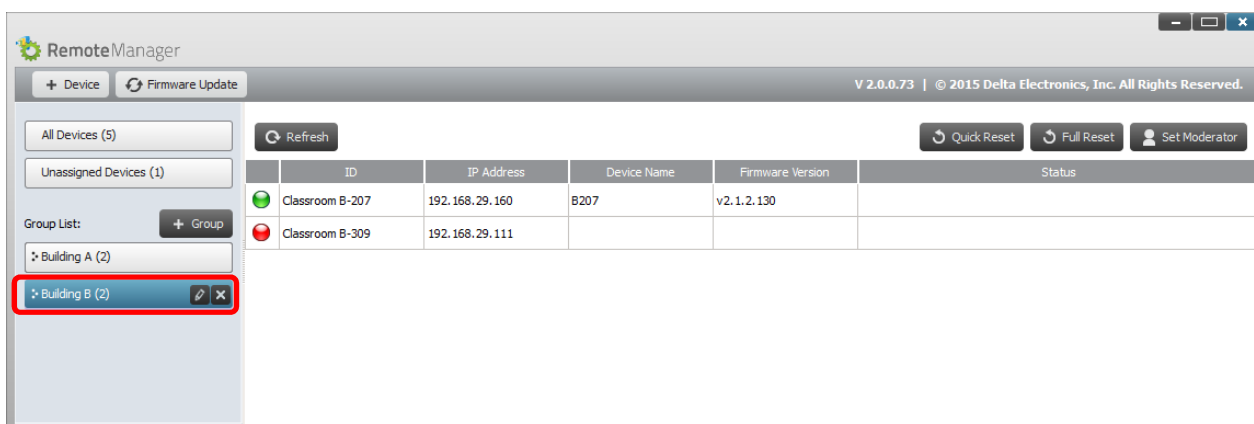 RemoteManager
+ Device Firmware Update V 2.0.0.73 | © 2015 Delta Electronics, Inc. All Rights Reserved.
All Devices (5)
Unassigned Devices (1)
Group List: + Group
Building A (2)
Building B (2)
Refresh Quick Reset Full Reset Set Moderator
ID IP Address Device Name Firmware Version Status
Classroom B-207 192.168.29.160 B207 v2.1.2.130
Classroom B-309 192.168.29.111